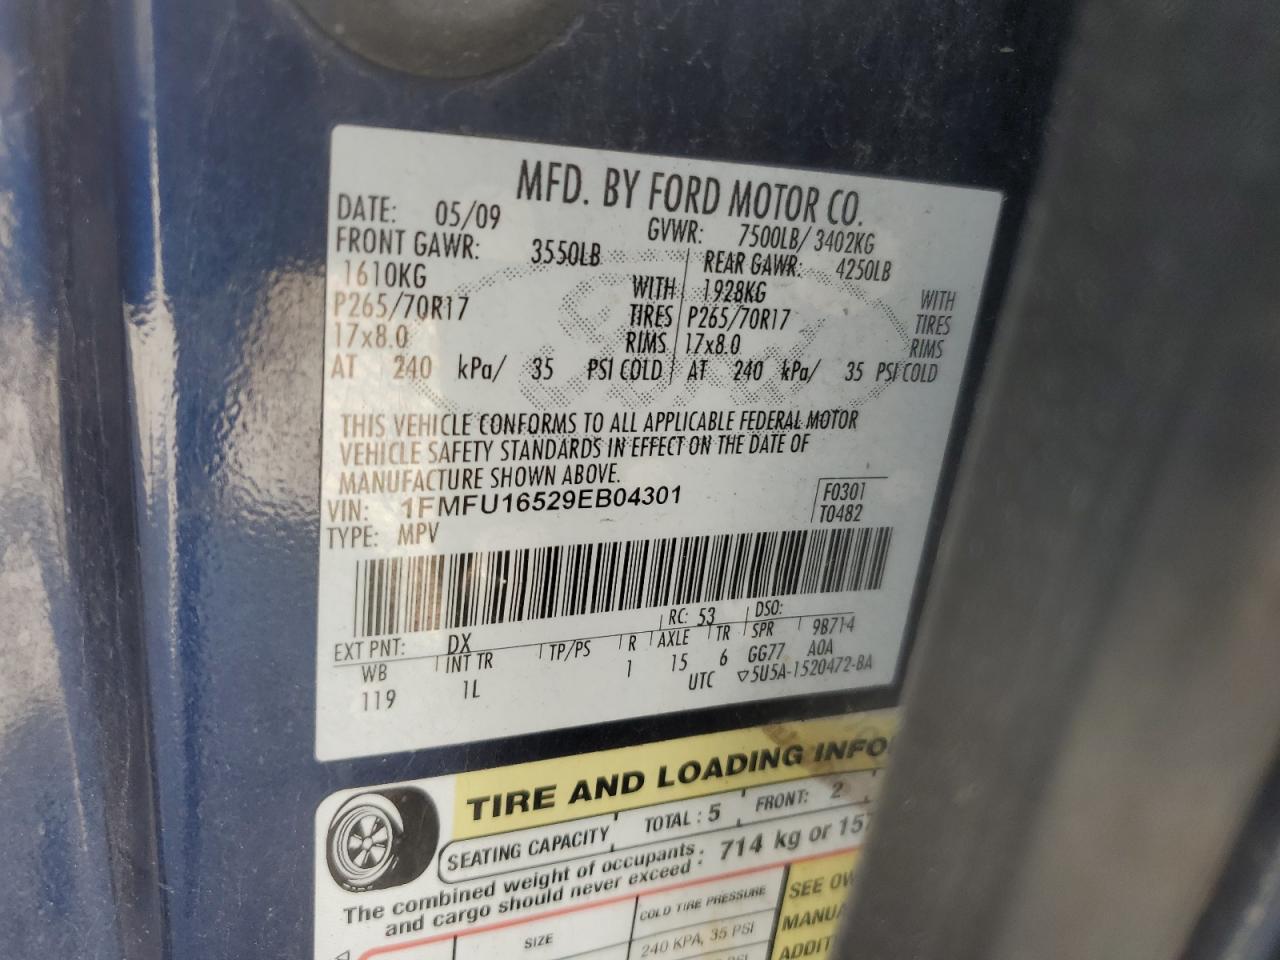 MFD. BY FORD MOTOR CO.
DATE: 05/09 GVWR: 7500LB/ 3402KG
FRONT GAWR: 3550LB REAR GAWR: 4250LB
1610KG WITH 1928KG WITH
P265/70R17 TIRES P265/70R17 TIRES
17x8.0 RIMS 17x8.0 RIMS
AT 240 kPa/ 35 PSI COLD AT 240 kPa/ 35 PSI COLD
THIS VEHICLE CONFORMS TO ALL APPLICABLE FEDERAL MOTOR
VEHICLE SAFETY STANDARDS IN EFFECT ON THE DATE OF
MANUFACTURE SHOWN ABOVE.
VIN: 1FMFU16529EB04301 F0301
TYPE: MPV T0482
EXT PNT: DX RC: 53 DSO:
WB INT TR TP/PS R AXLE TR SPR 9B714
119 1L 1 15 6 GG77 A0A
UTC ▽5U5A-1520472-BA
TIRE AND LOADING INFO
SEATING CAPACITY TOTAL : 5 FRONT: 2
The combined weight of occupants : 714 kg or 157
and cargo should never exceed
SIZE COLD TIRE PRESSURE SEE OW
240 KPA, 35 PSI MANUA
ADDIT